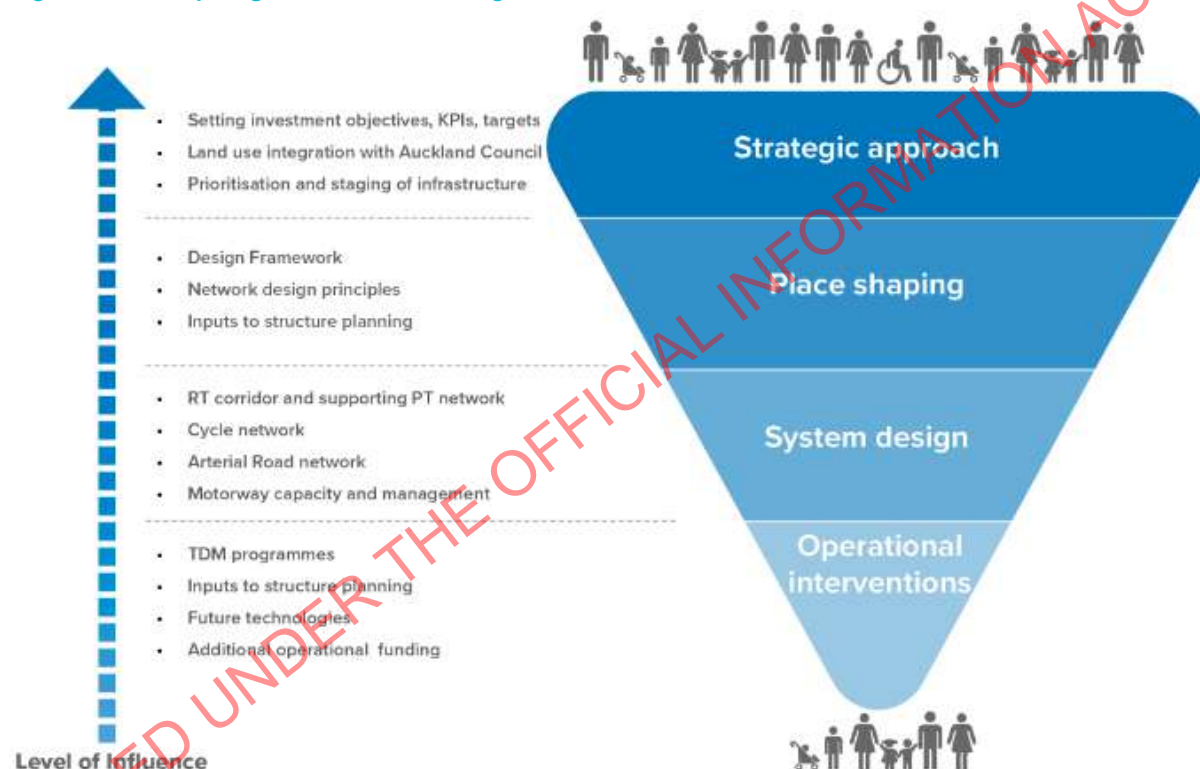 Setting investment objectives, KPIs, targets
Land use integration with Auckland Council
Prioritisation and staging of infrastructure
Strategic approach
Design Framework
Network design principles
Inputs to structure planning
Place shaping
RT corridor and supporting PT network
Cycle network
Arterial Road network
Motorway capacity and management
System design
TDM programmes
Inputs to structure planning
Future technologies
Additional operational funding
Operational
interventions
Level of Influence
UNDER THE OFFICIAL INFORMATION